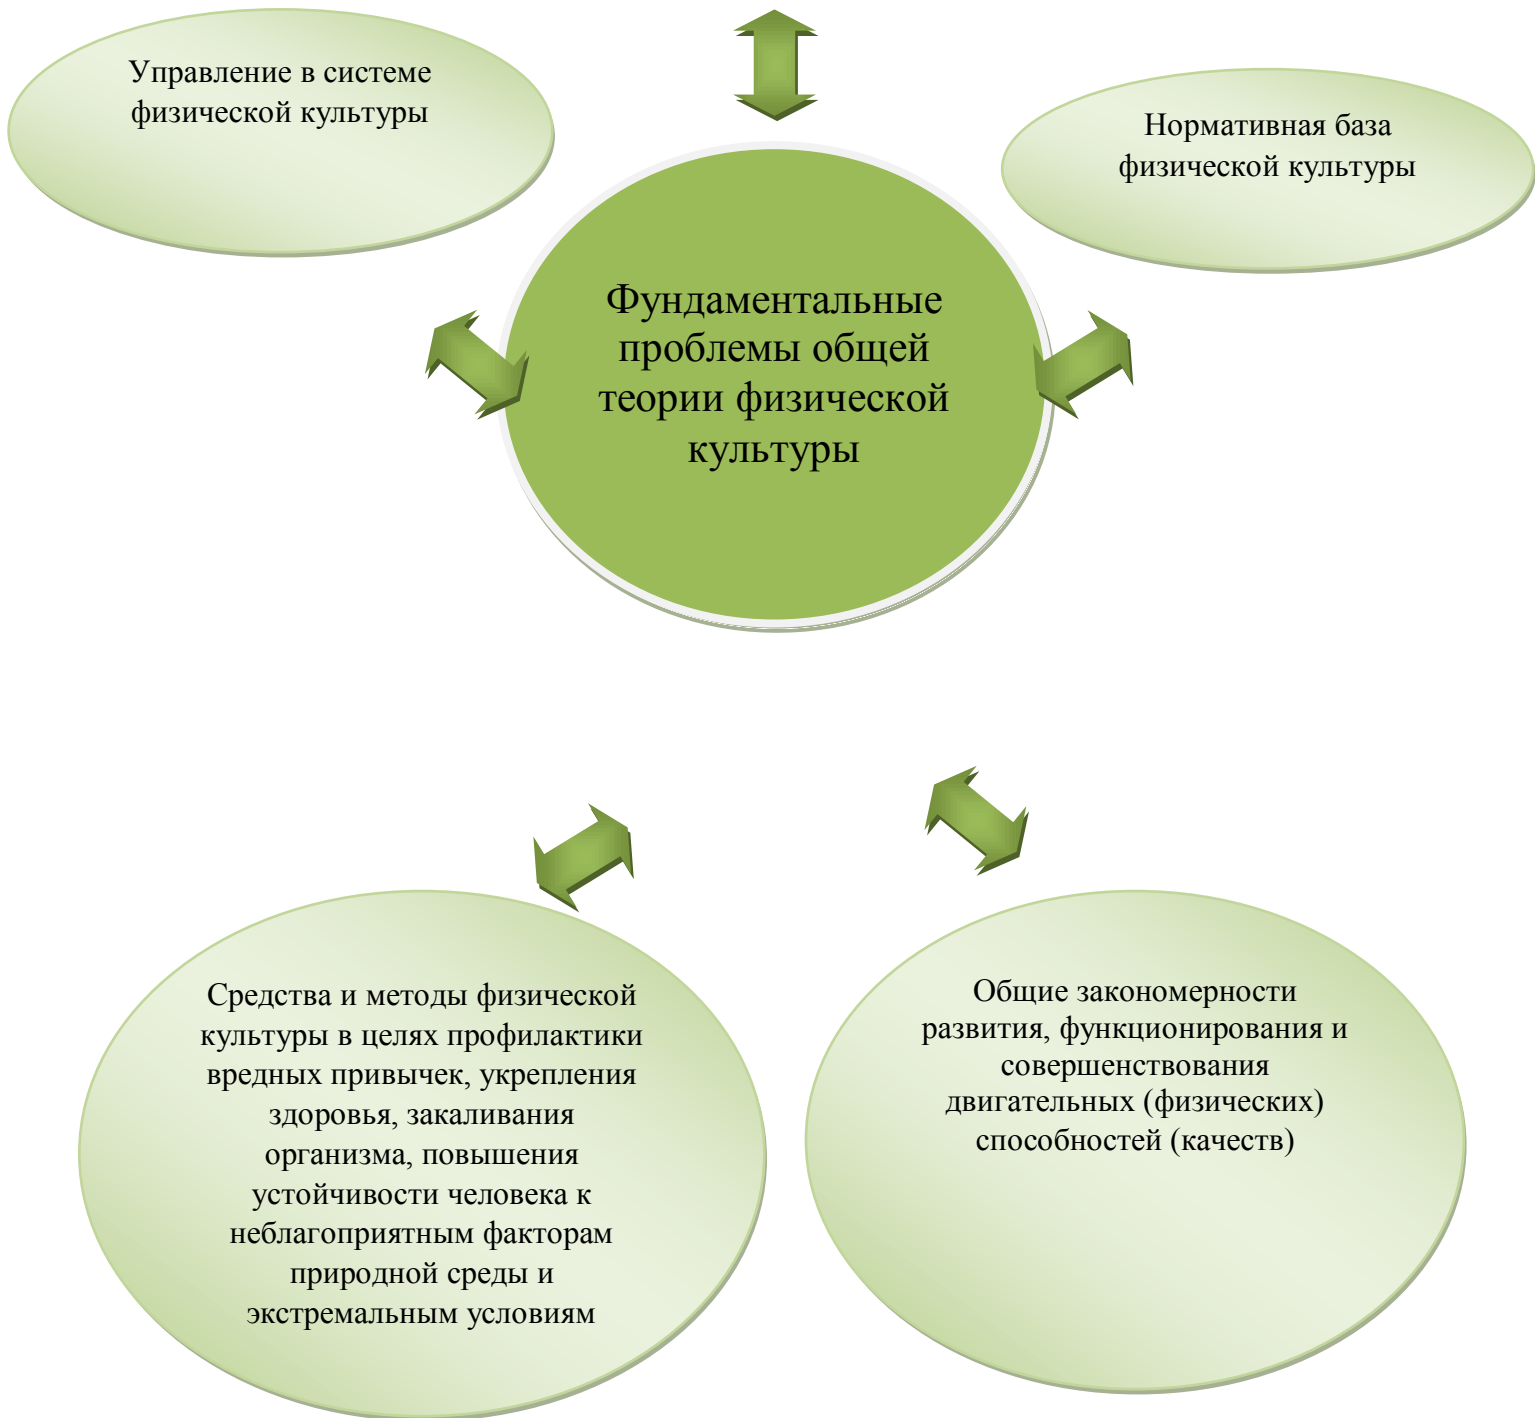 Управление в системе
физической культуры
Нормативная база
физической культуры
Фундаментальные
проблемы общей
теории физической
культуры
Средства и методы физической
культуры в целях профилактики
вредных привычек, укрепления
здоровья, закаливания
организма, повышения
устойчивости человека к
неблагоприятным факторам
природной среды и
экстремальным условиям
Общие закономерности
развития, функционирования и
совершенствования
двигательных (физических)
способностей (качеств)